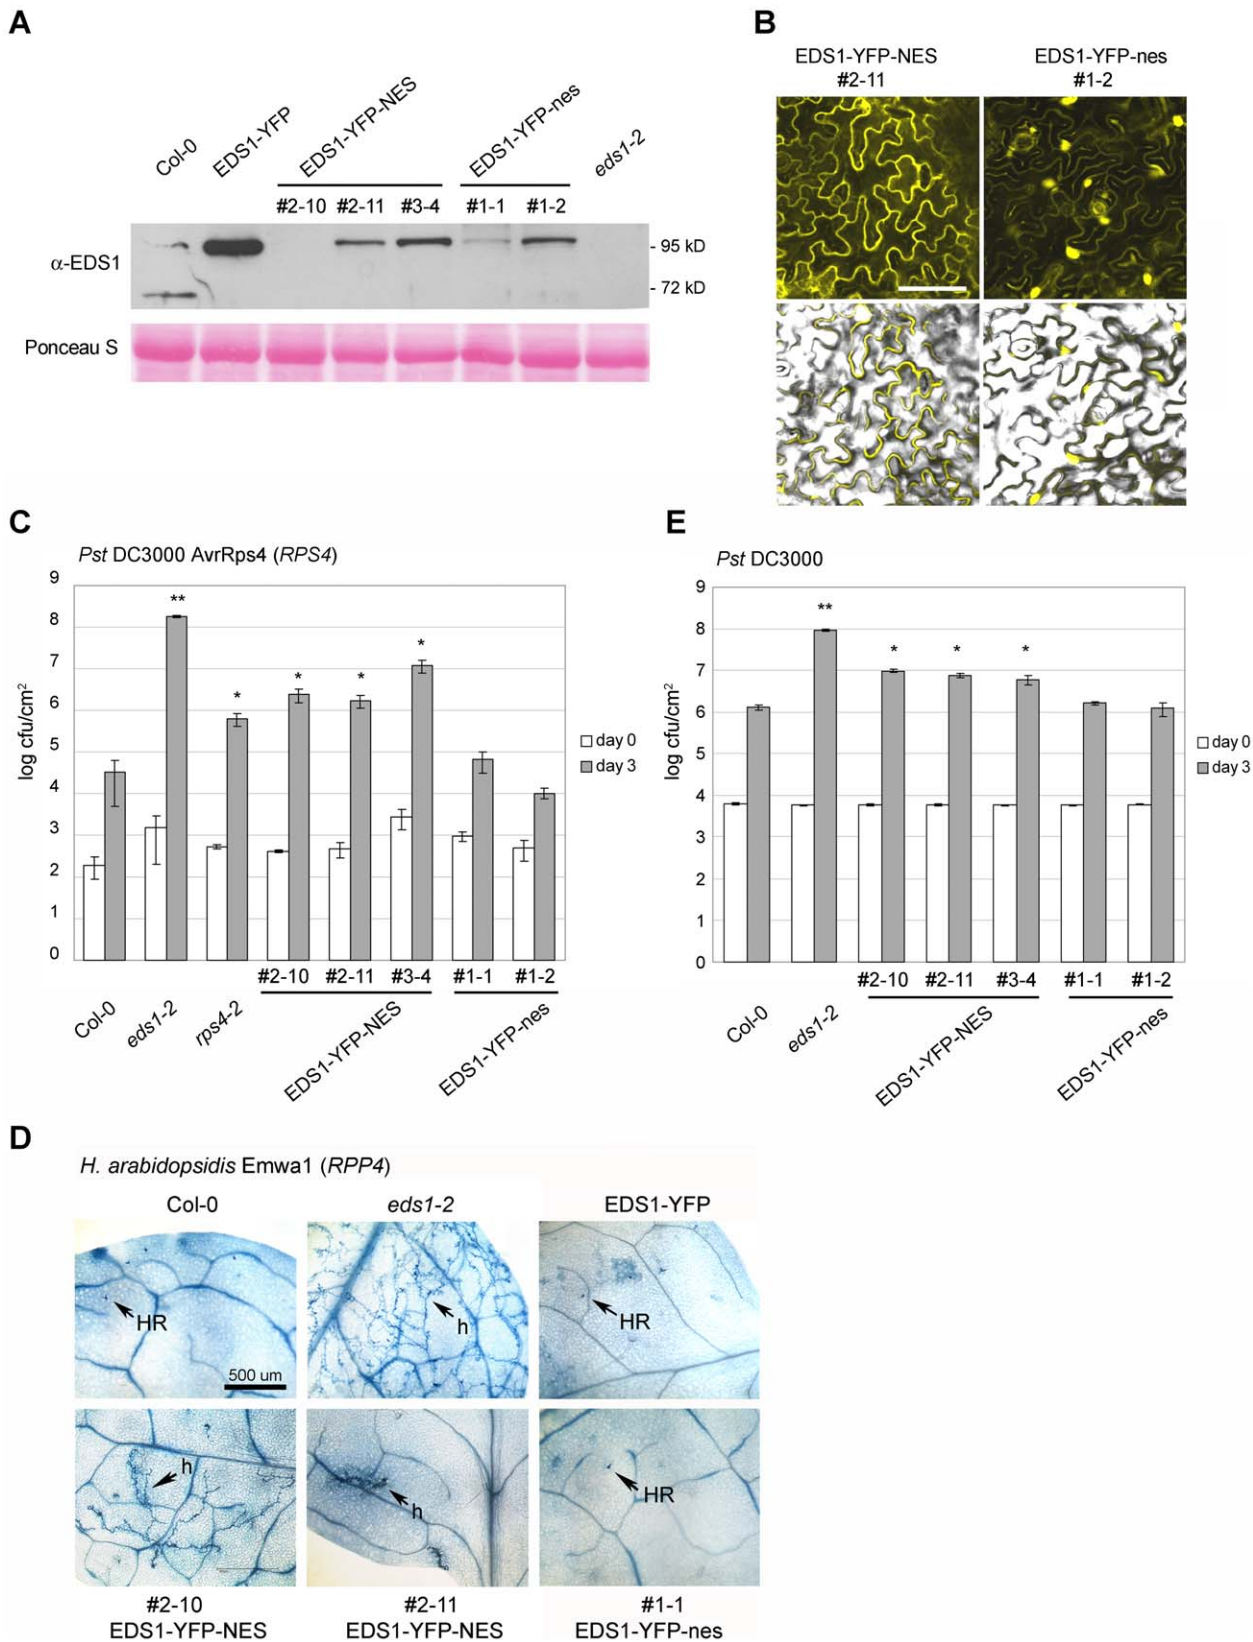 A
Col-0
EDS1-YFP
EDS1-YFP-NES
EDS1-YFP-nes
eds1-2
#2-10 #2-11 #3-4 #1-1 #1-2
α-EDS1
- 95 kD
- 72 kD
Ponceau S
B
EDS1-YFP-NES
#2-11
EDS1-YFP-nes
#1-2
C
Pst DC3000 AvrRps4 (RPS4)
log cfu/cm2
9
8
7
6
5
4
3
2
1
0
** * * * *
day 0
day 3
#2-10 #2-11 #3-4 #1-1 #1-2
Col-0
eds1-2
rps4-2
EDS1-YFP-NES
EDS1-YFP-nes
E
Pst DC3000
log cfu/cm2
9
8
7
6
5
4
3
2
1
0
** * * *
day 0
day 3
#2-10 #2-11 #3-4 #1-1 #1-2
Col-0
eds1-2
EDS1-YFP-NES
EDS1-YFP-nes
D
H. arabidopsidis Emwa1 (RPP4)
Col-0 eds1-2 EDS1-YFP
HR
500 um
h
HR
h
h
HR
#2-10
EDS1-YFP-NES
#2-11
EDS1-YFP-NES
#1-1
EDS1-YFP-nes